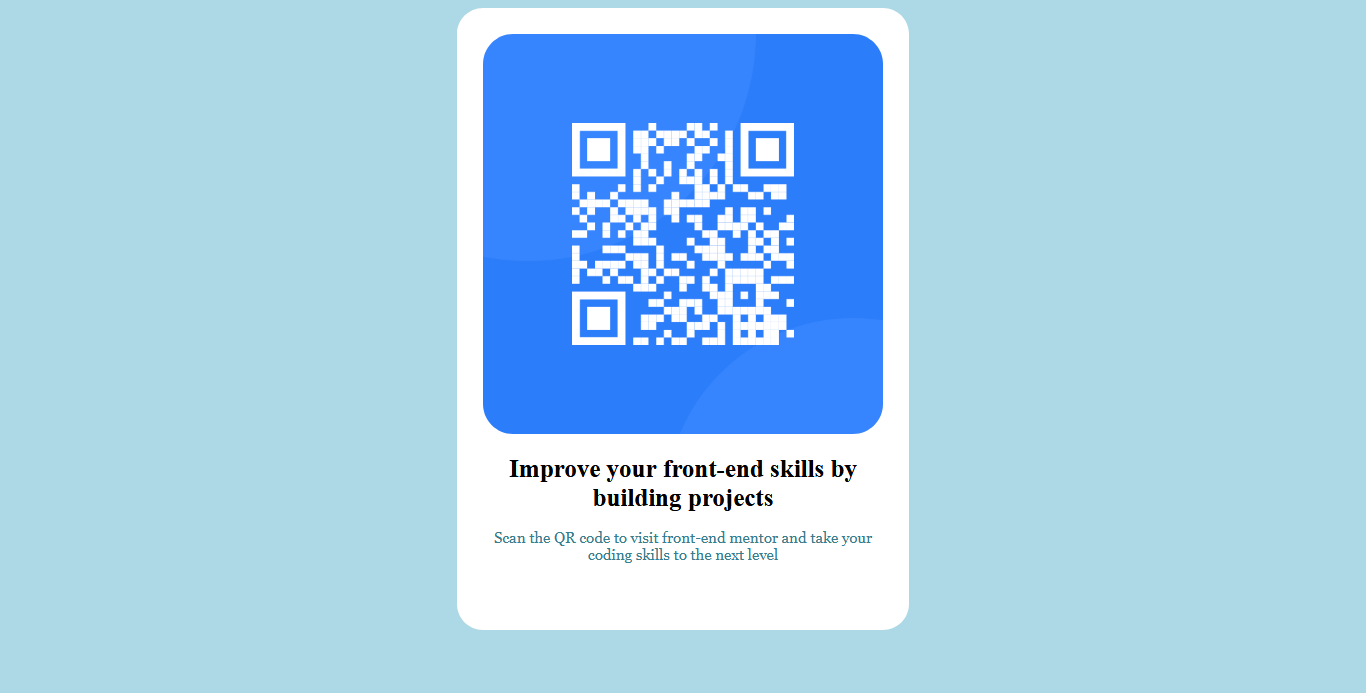 Improve your front-end skills by
building projects
Scan the QR code to visit front-end mentor and take your
coding skills to the next level